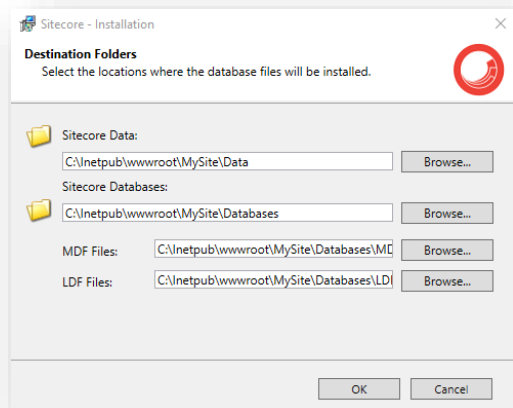 Sitecore - Installation
Destination Folders
Select the locations where the database files will be installed.
Sitecore Data:
C:\Inetpub\wwwroot\MySite\Data
Browse...
Sitecore Databases:
C:\Inetpub\wwwroot\MySite\Databases
Browse...
MDF Files:
C:\Inetpub\wwwroot\MySite\Databases\MD
Browse...
LDF Files:
C:\Inetpub\wwwroot\MySite\Databases\LD
Browse...
OK
Cancel